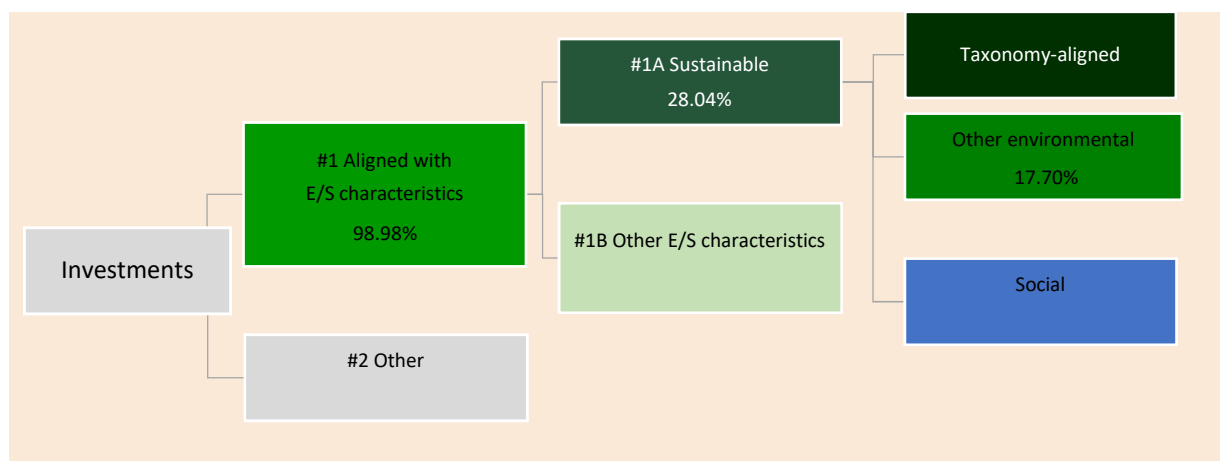 Investments
#1 Aligned with
E/S characteristics
98.98%
#2 Other
#1A Sustainable
28.04%
#1B Other E/S characteristics
Taxonomy-aligned
Other environmental
17.70%
Social